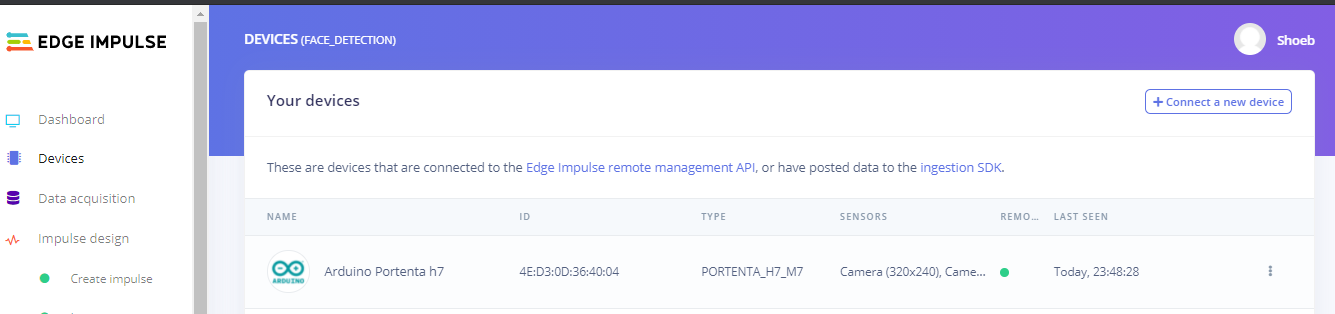 EDGE IMPULSE
Dashboard
Devices
Data acquisition
Impulse design
Create impulse
DEVICES (FACE_DETECTION)
Shoeb
Your devices
+ Connect a new device
These are devices that are connected to the Edge Impulse remote management API, or have posted data to the ingestion SDK.
NAME ID TYPE SENSORS REMO... LAST SEEN
ARDUINO Arduino Portenta h7 4E:D3:0D:36:40:04 PORTENTA_H7_M7 Camera (320x240), Came... Today, 23:48:28